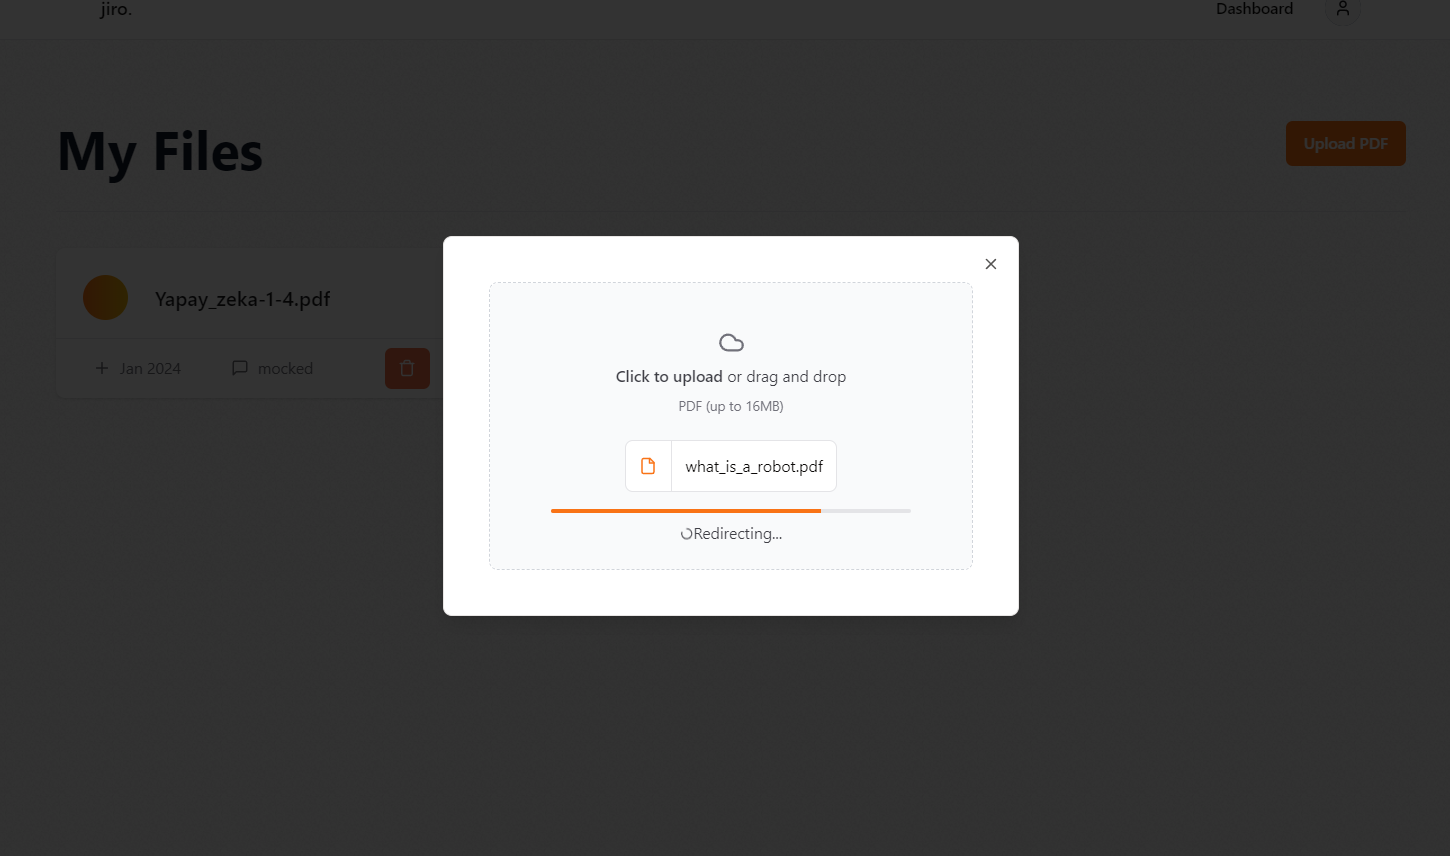 jiro.
Dashboard
My Files
Upload PDF
Yapay_zeka-1-4.pdf
Jan 2024
mocked
Click to upload or drag and drop
PDF (up to 16MB)
what_is_a_robot.pdf
Redirecting...